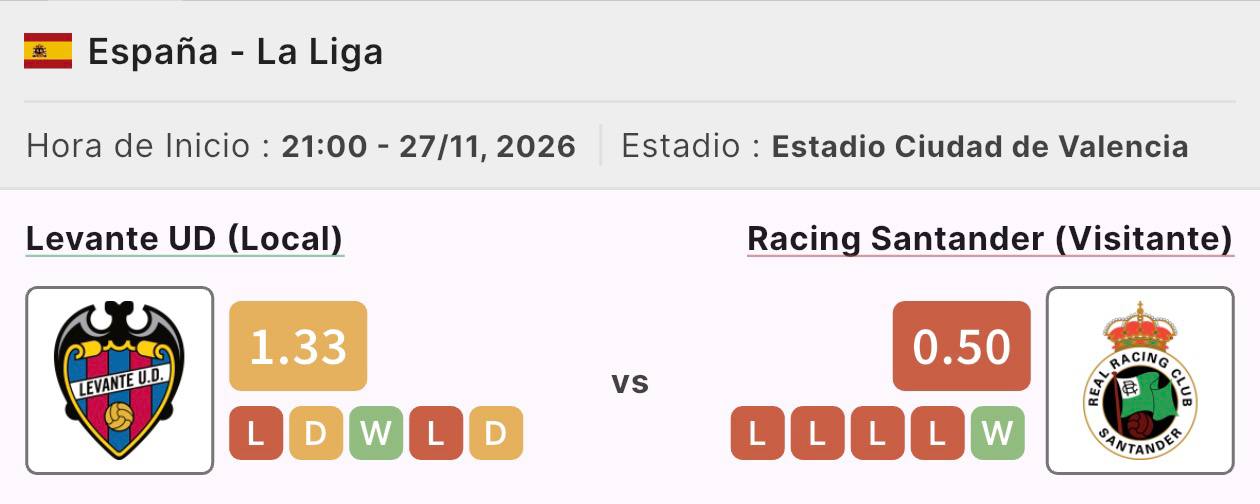 España - La Liga
Hora de Inicio : 21:00 - 27/11, 2026 Estadio : Estadio Ciudad de Valencia
Levante UD (Local) Racing Santander (Visitante)
LEVANTE U.D.
1.33
L D W L D
vs
0.50
L L L L W
REAL RACING CLUB
SANTANDER